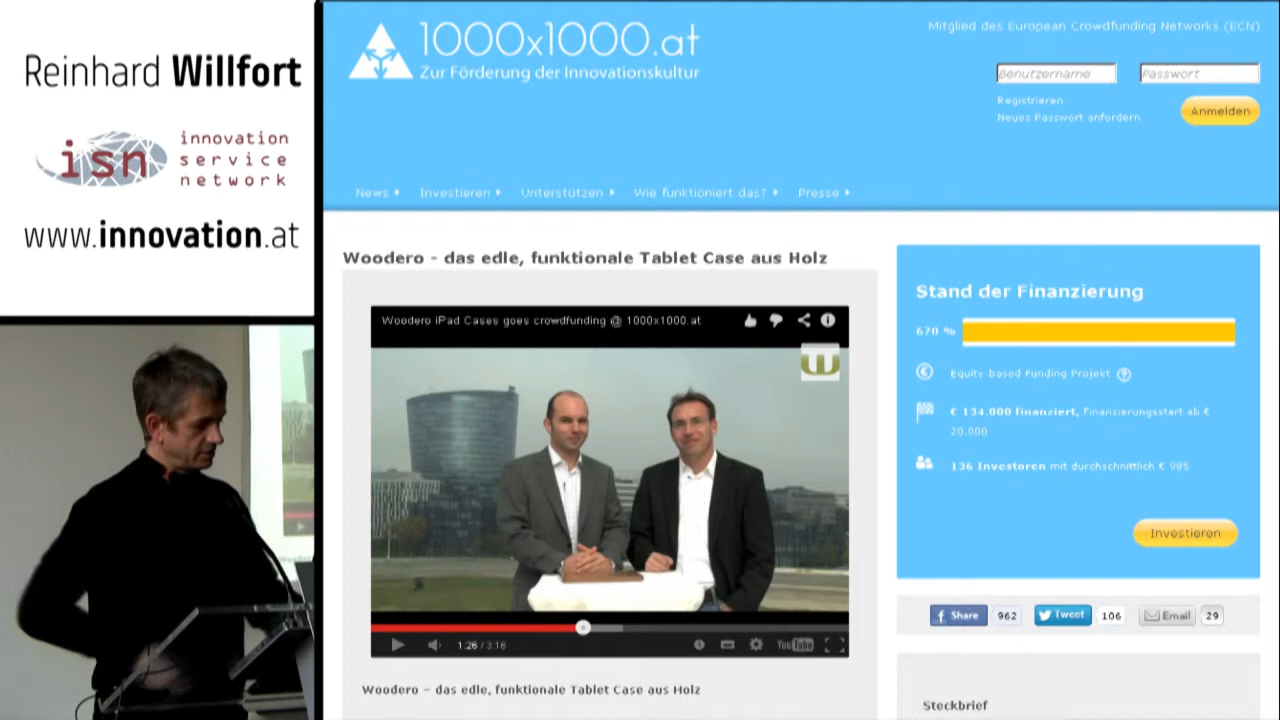 Reinhard Willfort
isn
innovation
service
network
www.innovation.at
1000x1000.at
Zur Förderung der Innovationskultur
Mitglied des European Crowdfunding Networks (ECN)
Benutzername
Passwort
Registrieren
Neues Passwort anfordern
Anmelden
News
Investieren
Unterstützen
Wie funktioniert das?
Presse
Woodero - das edle, funktionale Tablet Case aus Holz
Woodero iPad Cases goes crowdfunding @ 1000x1000.at
W
1:26 / 3:16
YouTube
Woodero – das edle, funktionale Tablet Case aus Holz
Stand der Finanzierung
670 %
Equity-based Funding Projekt
€ 134.000 finanziert, Finanzierungsstart ab €
20.000
136 Investoren mit durchschnittlich € 985
Investieren
Share 962
Tweet 106
Email 29
Steckbrief